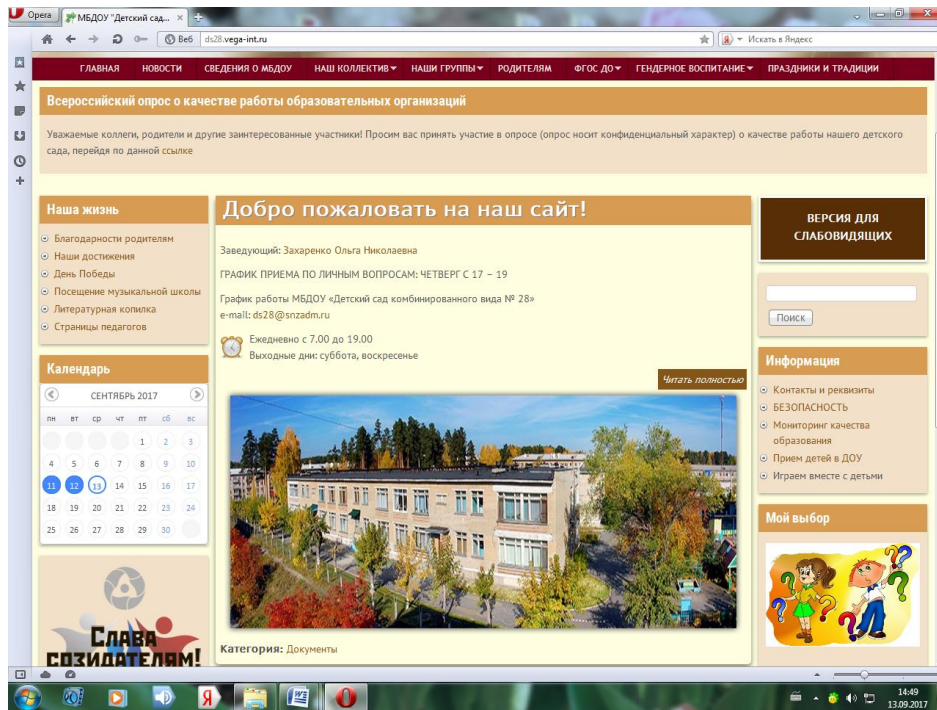 Opera
МБДОУ "Детский сад...
Веб
ds28.vega-int.ru
Искать в Яндекс
ГЛАВНАЯ НОВОСТИ СВЕДЕНИЯ О МБДОУ НАШ КОЛЛЕКТИВ НАШИ ГРУППЫ РОДИТЕЛЯМ ФГОС ДО ГЕНДЕРНОЕ ВОСПИТАНИЕ ПРАЗДНИКИ И ТРАДИЦИИ
Всероссийский опрос о качестве работы образовательных организаций
Уважаемые коллеги, родители и другие заинтересованные участники! Просим вас принять участие в опросе (опрос носит конфиденциальный характер) о качестве работы нашего детского
сада, перейдя по данной ссылке
Наша жизнь
Благодарности родителям
Наши достижения
День Победы
Посещение музыкальной школы
Литературная копилка
Страницы педагогов
Календарь
СЕНТЯБРЬ 2017
пн вт ср чт пт сб вс
1 2 3
4 5 6 7 8 9 10
11 12 13 14 15 16 17
18 19 20 21 22 23 24
25 26 27 28 29 30
СЛАВА
СОЗИДАТЕЛЯМ!
Добро пожаловать на наш сайт!
Заведующий: Захаренко Ольга Николаевна
ГРАФИК ПРИЕМА ПО ЛИЧНЫМ ВОПРОСАМ: ЧЕТВЕРГ С 17 – 19
График работы МБДОУ «Детский сад комбинированного вида № 28»
e-mail: ds28@snzadm.ru
Ежедневно с 7.00 до 19.00
Выходные дни: суббота, воскресенье
Читать полностью
Категория: Документы
ВЕРСИЯ ДЛЯ
СЛАБОВИДЯЩИХ
Поиск
Информация
Контакты и реквизиты
БЕЗОПАСНОСТЬ
Мониторинг качества
образования
Прием детей в ДОУ
Играем вместе с детьми
Мой выбор
14:49
13.09.2017